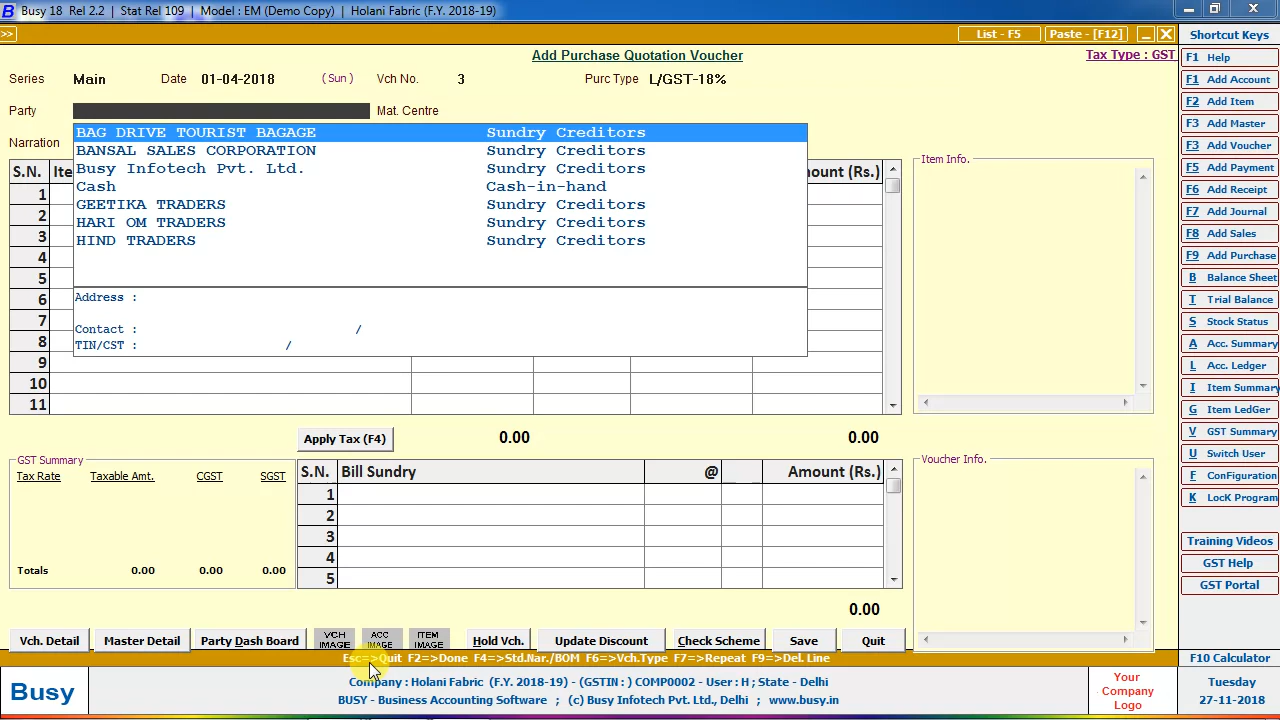 Busy 18 Rel 2.2 | Stat Rel 109 | Model : EM (Demo Copy) | Holani Fabric (F.Y. 2018-19)
>> List - F5 Paste - [F12] Shortcut Keys
Add Purchase Quotation Voucher Tax Type : GST
Series Main Date 01-04-2018 ( Sun ) Vch No. 3 Purc Type L/GST-18%
Party Mat. Centre
Narration
BAG DRIVE TOURIST BAGAGE Sundry Creditors
BANSAL SALES CORPORATION Sundry Creditors
Busy Infotech Pvt. Ltd. Sundry Creditors
Cash Cash-in-hand
GEETIKA TRADERS Sundry Creditors
HARI OM TRADERS Sundry Creditors
HIND TRADERS Sundry Creditors
Address :
Contact : /
TIN/CST : /
S.N. Ite ount (Rs.)
1
2
3
4
5
6
7
8
9
10
11
Item Info.
Apply Tax (F4) 0.00 0.00
GST Summary
Tax Rate Taxable Amt. CGST SGST
Totals 0.00 0.00 0.00
S.N. Bill Sundry @ Amount (Rs.)
1
2
3
4
5
0.00
Voucher Info.
Vch. Detail Master Detail Party Dash Board VCH IMAGE ACC IMAGE ITEM IMAGE Hold Vch. Update Discount Check Scheme Save Quit
Esc=>Quit F2=>Done F4=>Std.Nar./BOM F6=>Vch.Type F7=>Repeat F9=>Del. Line
F1 Help
F1 Add Account
F2 Add Item
F3 Add Master
F3 Add Voucher
F5 Add Payment
F6 Add Receipt
F7 Add Journal
F8 Add Sales
F9 Add Purchase
B Balance Sheet
T Trial Balance
S Stock Status
A Acc. Summary
L Acc. Ledger
I Item Summary
G Item LedGer
V GST Summary
U Switch User
F ConFiguration
K LocK Program
Training Videos
GST Help
GST Portal
F10 Calculator
Busy
Company : Holani Fabric (F.Y. 2018-19) - (GSTIN : ) COMP0002 - User : H ; State - Delhi
BUSY - Business Accounting Software ; (c) Busy Infotech Pvt. Ltd., Delhi ; www.busy.in
Your
Company
Logo
Tuesday
27-11-2018